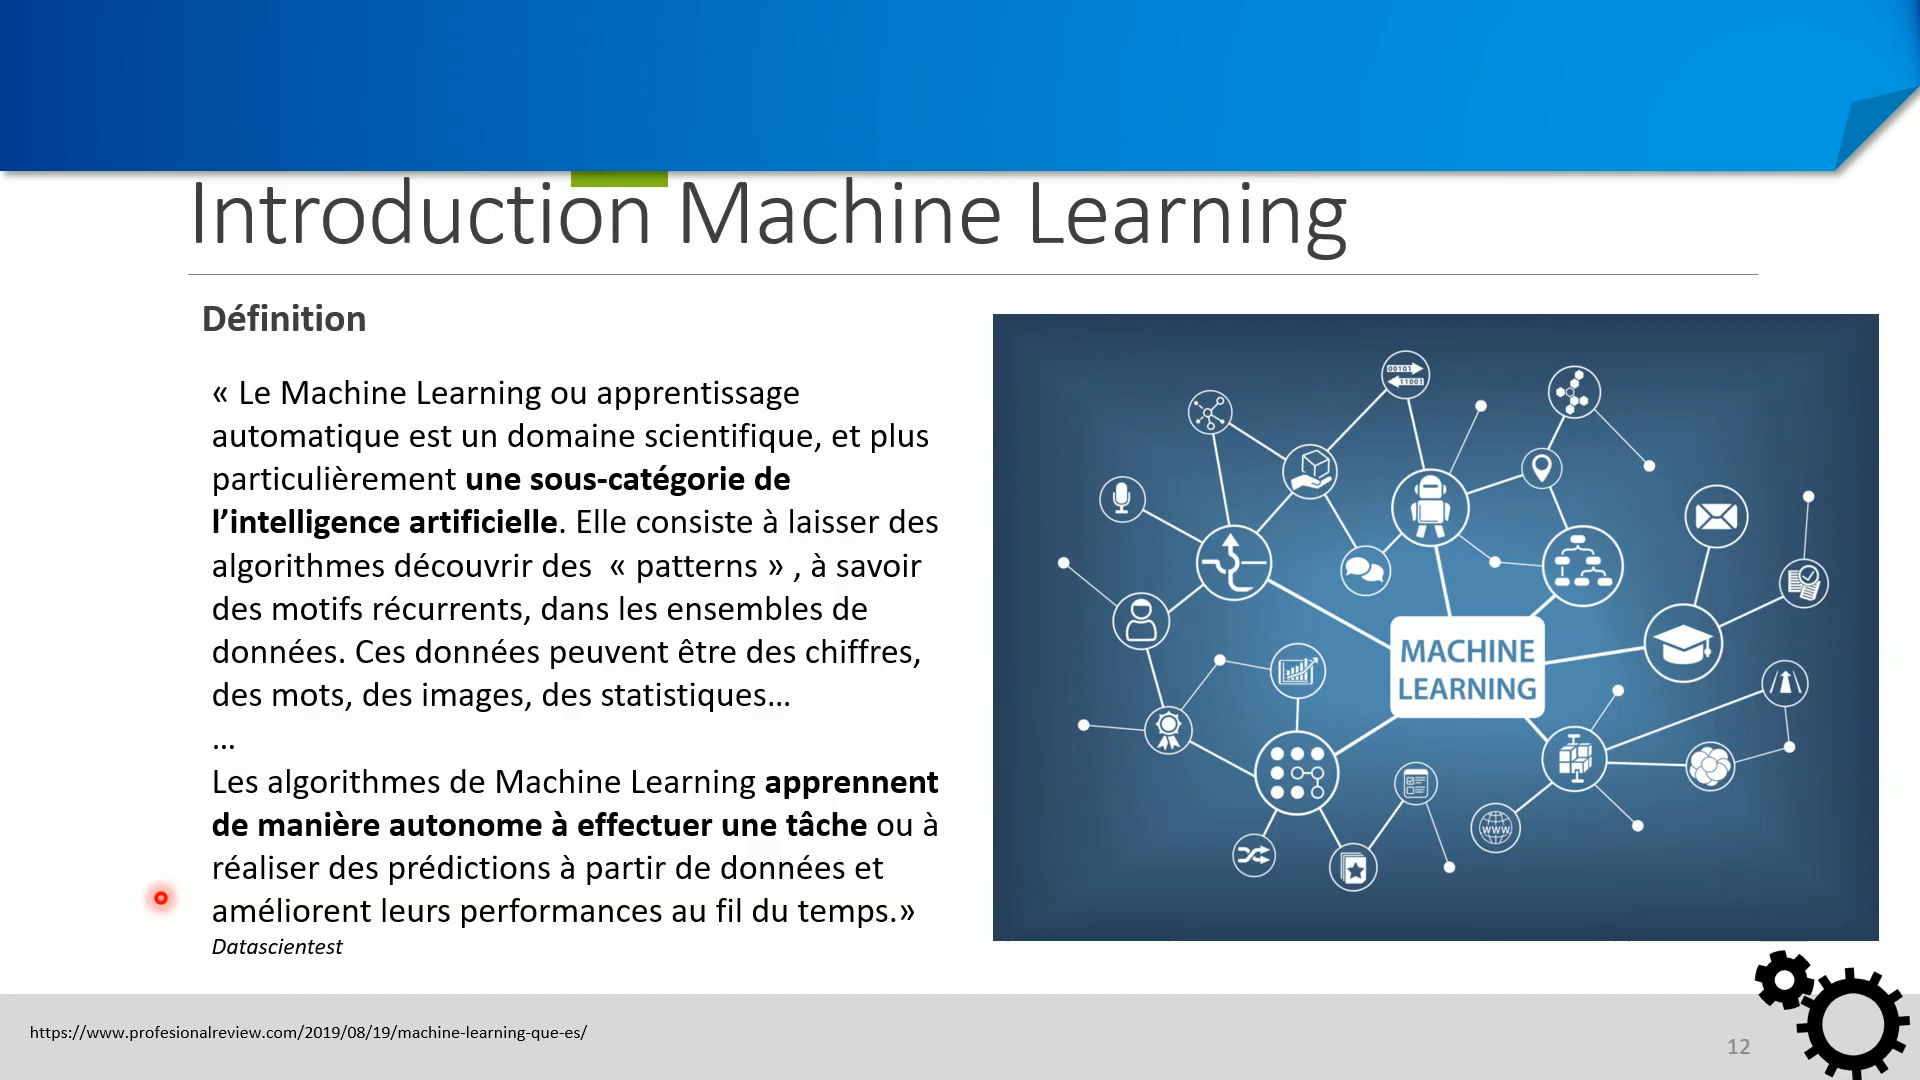 Introduction Machine Learning
Définition
« Le Machine Learning ou apprentissage
automatique est un domaine scientifique, et plus
particulièrement une sous-catégorie de
l’intelligence artificielle. Elle consiste à laisser des
algorithmes découvrir des « patterns » , à savoir
des motifs récurrents, dans les ensembles de
données. Ces données peuvent être des chiffres,
des mots, des images, des statistiques…
…
Les algorithmes de Machine Learning apprennent
de manière autonome à effectuer une tâche ou à
réaliser des prédictions à partir de données et
améliorent leurs performances au fil du temps.»
Datascientest
00101
11001
MACHINE
LEARNING
WWW
https://www.profesionalreview.com/2019/08/19/machine-learning-que-es/
12